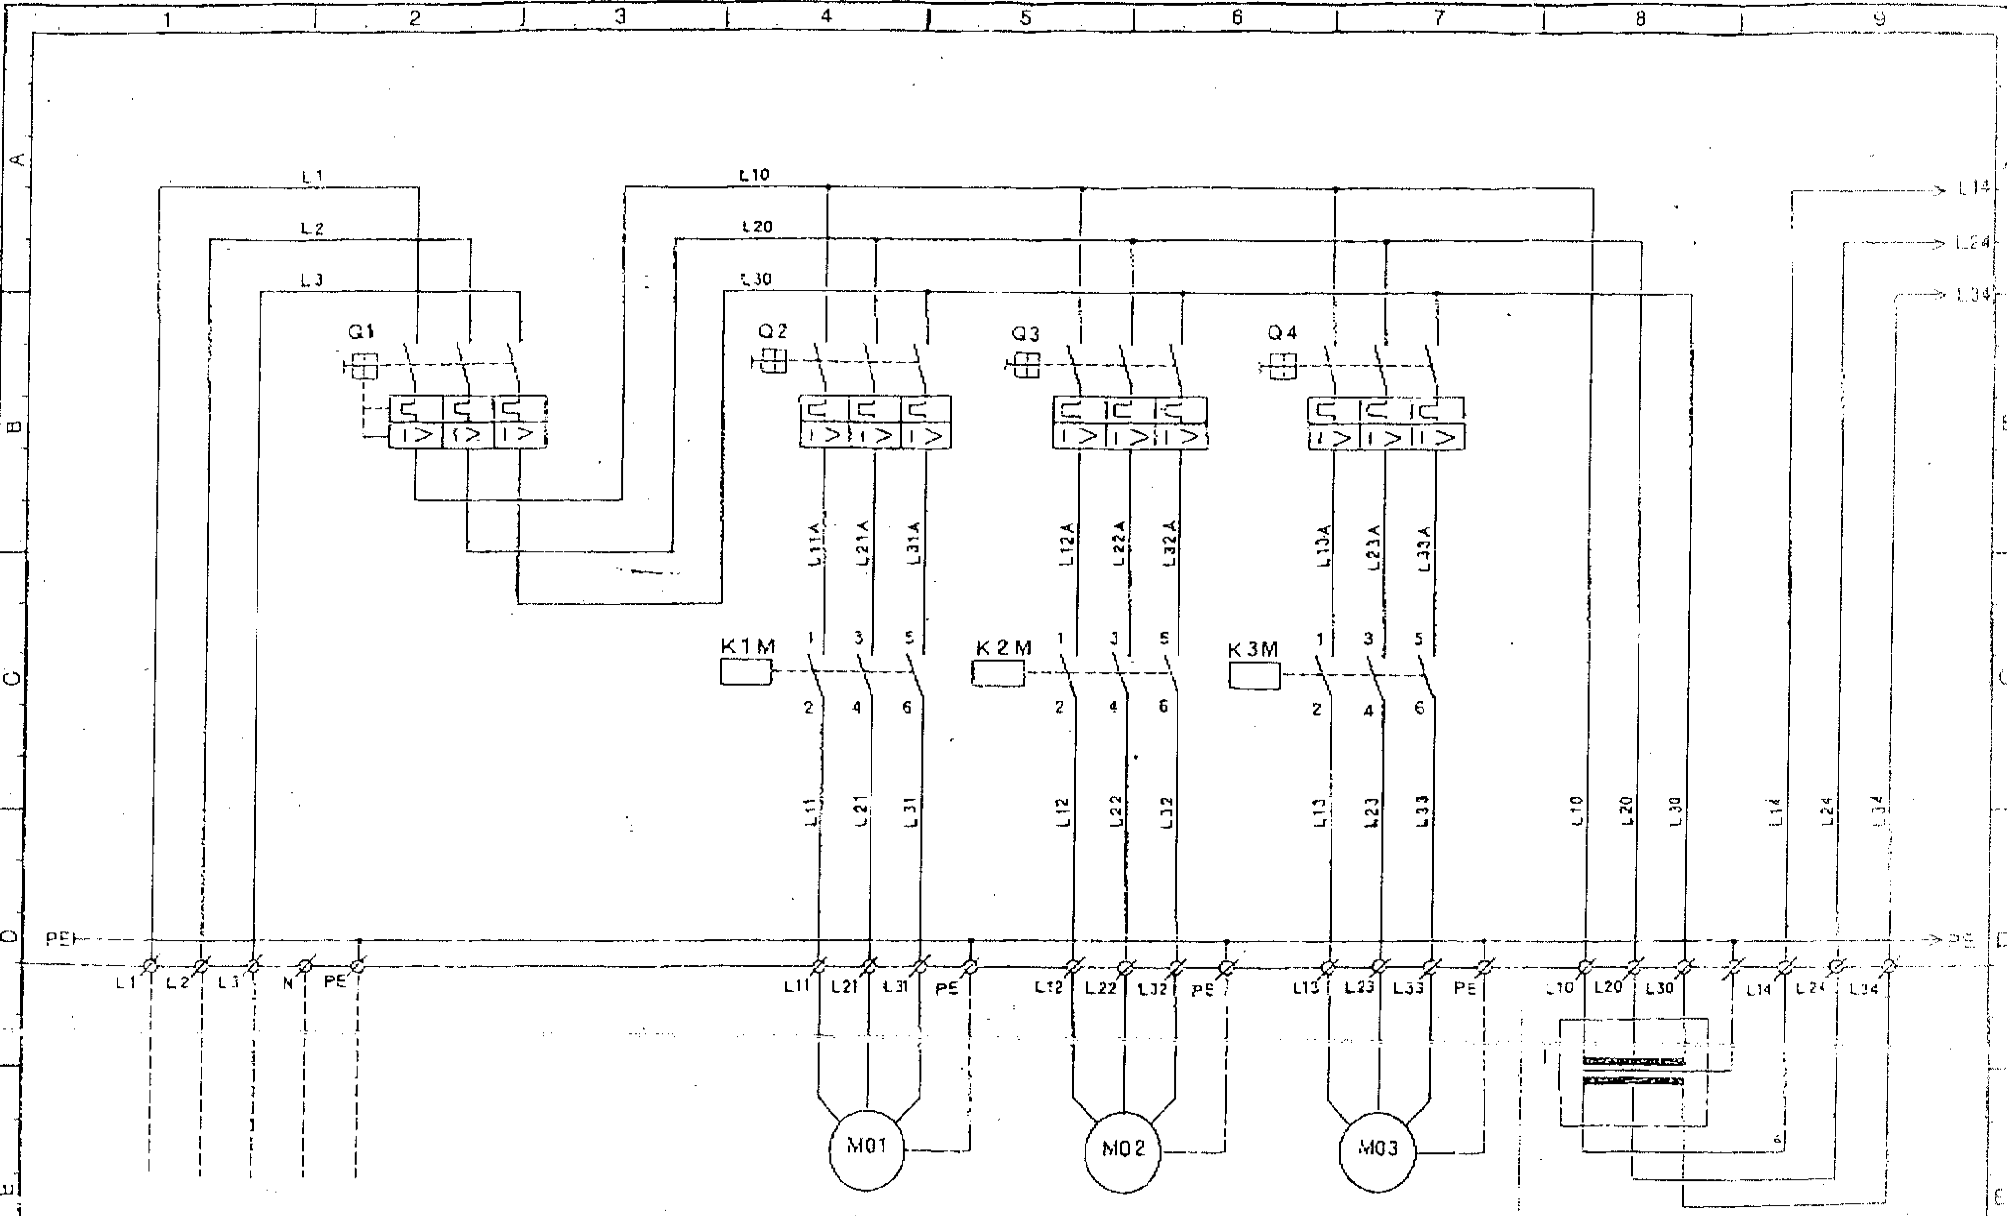 1 2 3 4 5 6 7 8 9
A
L1 L10 L14
L2 L20 L24
L3 L30 L34
Q1 Q2 Q3 Q4
B
I> I> I> I> I> I> I> I> I> I> I>
L11A L21A L31A L12A L22A L32A L13A L23A L33A
1 3 5 1 3 5 1 3 5
K1M K2M K3M
C
2 4 6 2 4 6 2 4 6
L11 L21 L31 L12 L22 L32 L13 L23 L33 L10 L20 L30 L14 L24 L34
D PE PE D
L1 L2 L3 N PE L11 L21 L31 PE L12 L22 L32 PE L13 L23 L33 PE L10 L20 L30 L14 L24 L34
M01 M02 M03
E E